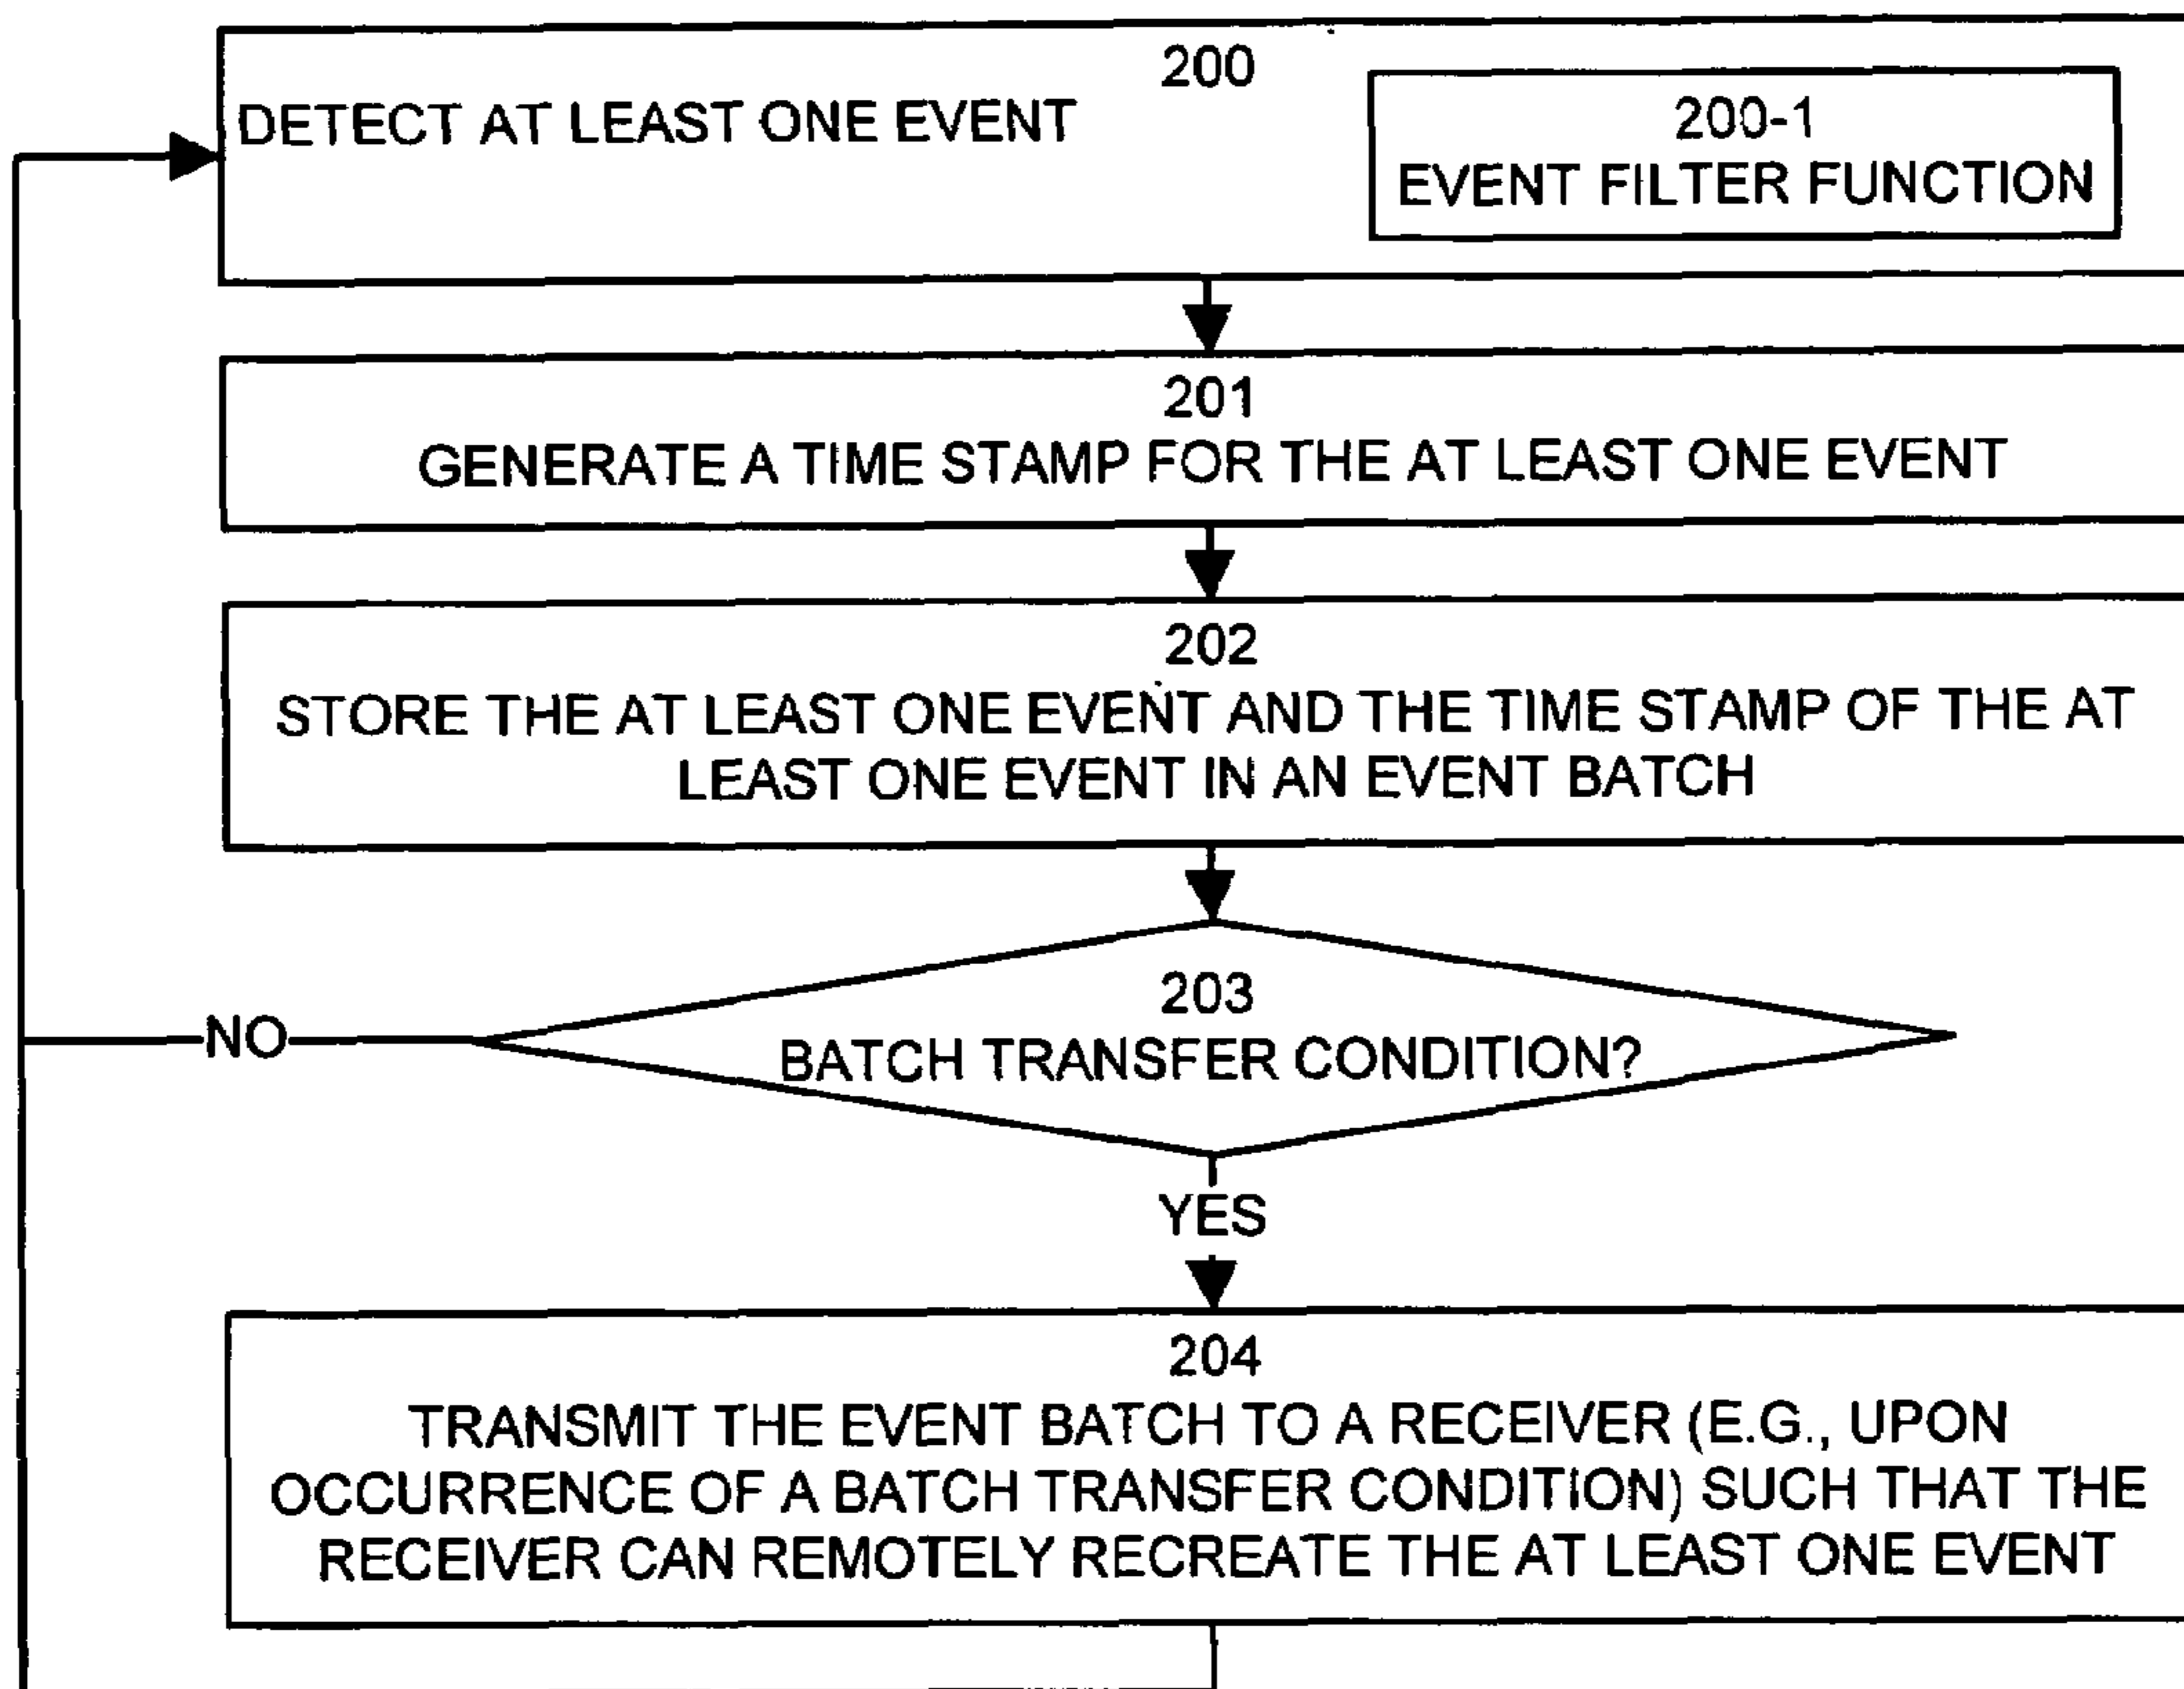 200
DETECT AT LEAST ONE EVENT
200-1
EVENT FILTER FUNCTION
201
GENERATE A TIME STAMP FOR THE AT LEAST ONE EVENT
202
STORE THE AT LEAST ONE EVENT AND THE TIME STAMP OF THE AT
LEAST ONE EVENT IN AN EVENT BATCH
203
BATCH TRANSFER CONDITION?
NO
YES
204
TRANSMIT THE EVENT BATCH TO A RECEIVER (E.G., UPON
OCCURRENCE OF A BATCH TRANSFER CONDITION) SUCH THAT THE
RECEIVER CAN REMOTELY RECREATE THE AT LEAST ONE EVENT